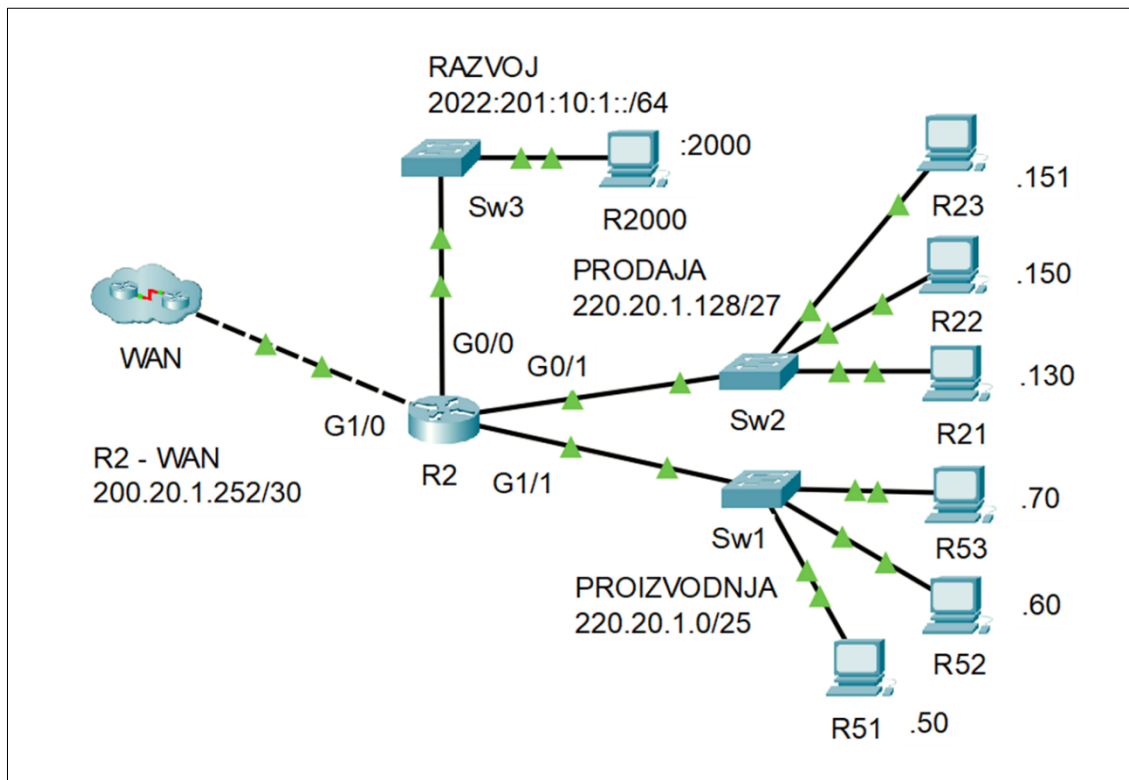 RAZVOJ
2022:201:10:1::/64
:2000
Sw3
R2000
.151
R23
PRODAJA
220.20.1.128/27
.150
R22
WAN
G0/0
G0/1
Sw2
.130
R21
G1/0
R2 - WAN
200.20.1.252/30
R2
G1/1
Sw1
.70
R53
PROIZVODNJA
220.20.1.0/25
.60
R52
R51
.50